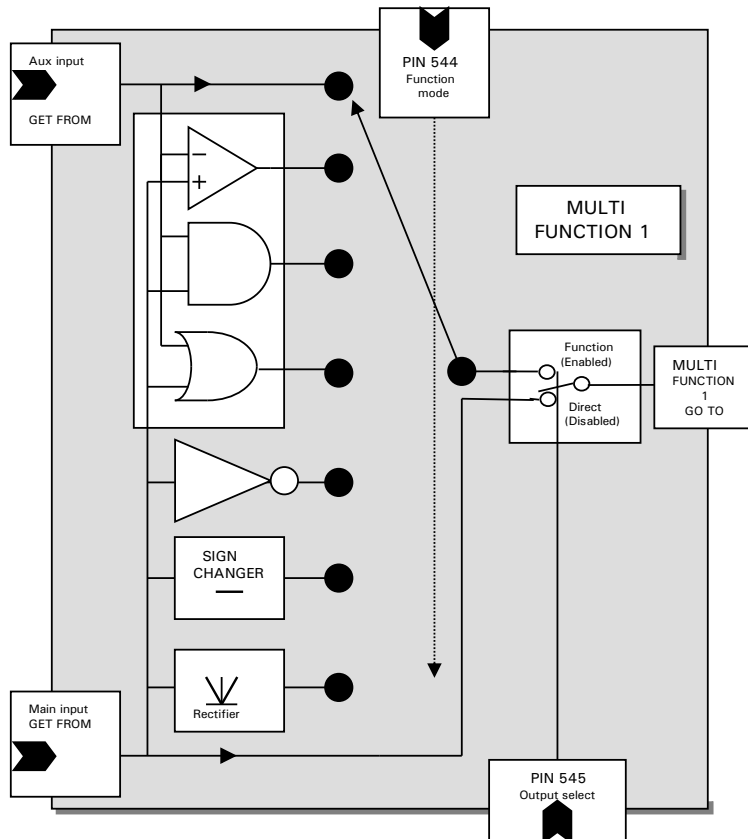 Aux input
GET FROM
PIN 544
Function
mode
MULTI
FUNCTION 1
Function
(Enabled)
Direct
(Disabled)
MULTI
FUNCTION
1
GO TO
SIGN
CHANGER
Rectifier
Main input
GET FROM
PIN 545
Output select